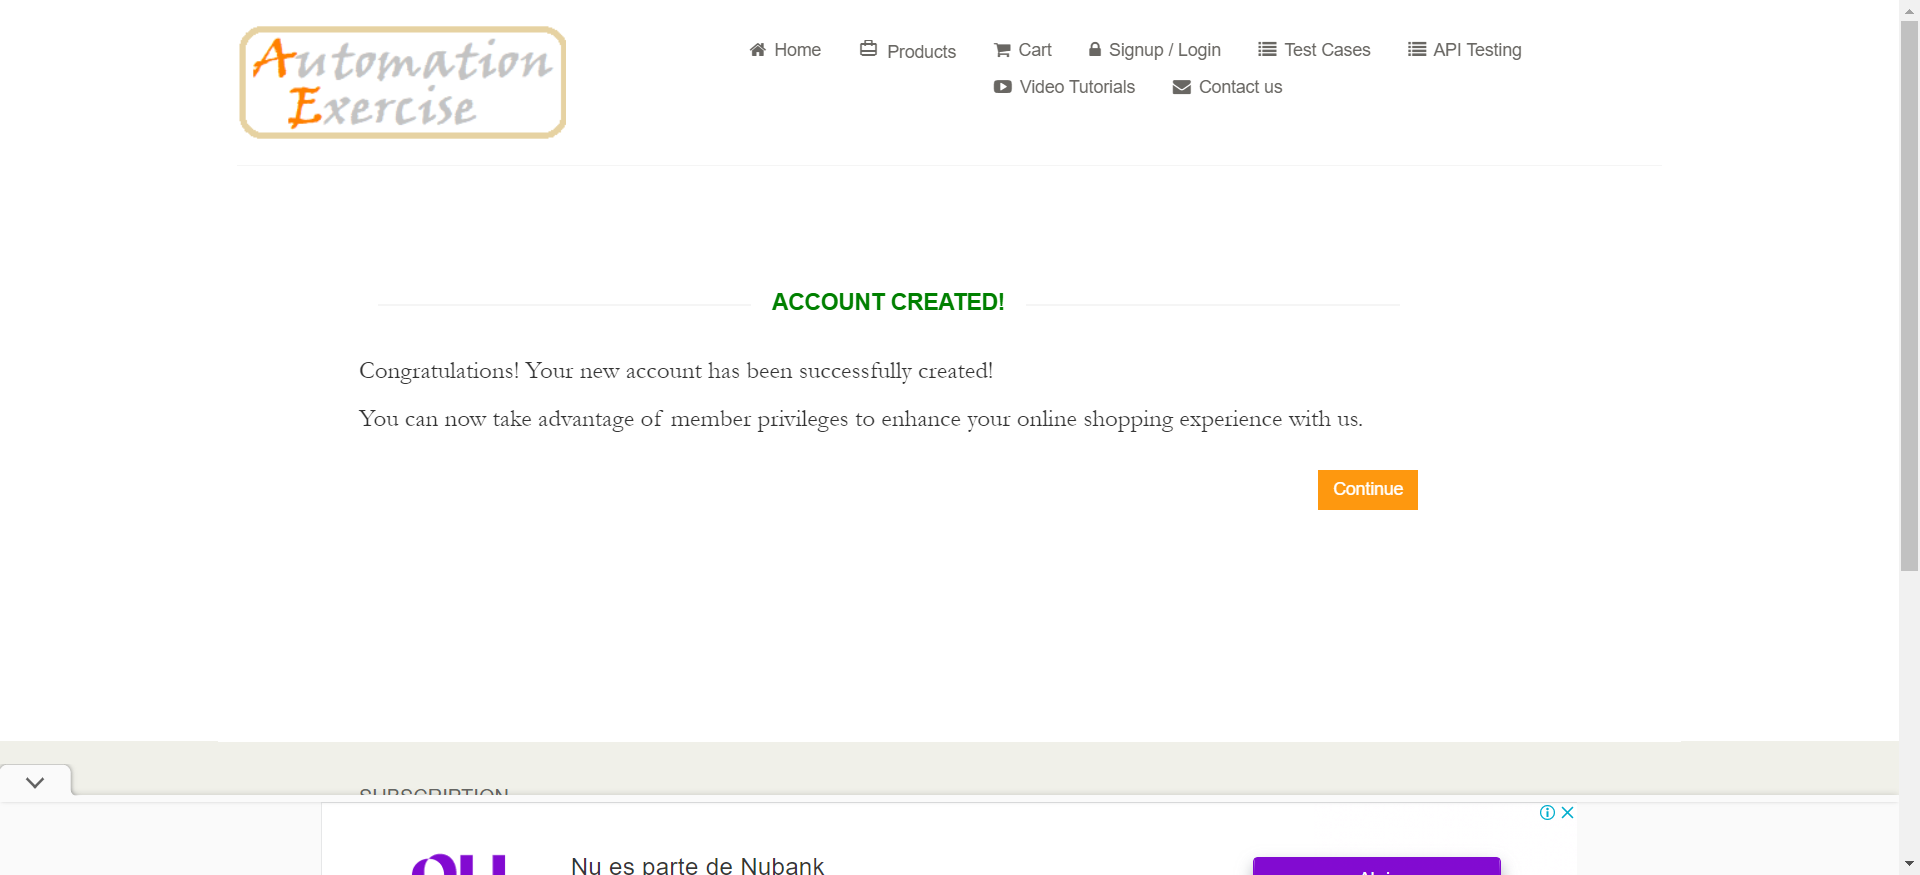 Automation
Exercise
Home
Products
Cart
Signup / Login
Test Cases
API Testing
Video Tutorials
Contact us
ACCOUNT CREATED!
Congratulations! Your new account has been successfully created!
You can now take advantage of member privileges to enhance your online shopping experience with us.
Continue
SUBSCRIPTION
Nu es parte de Nubank